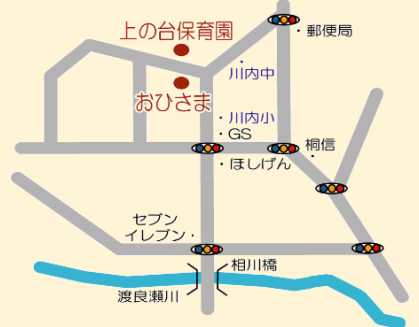 上の台保育園
・郵便局
・川内中
おひさま
・川内小
・GS
桐信・
・ほしげん
セブン
イレブン・
相川橋
渡良瀬川